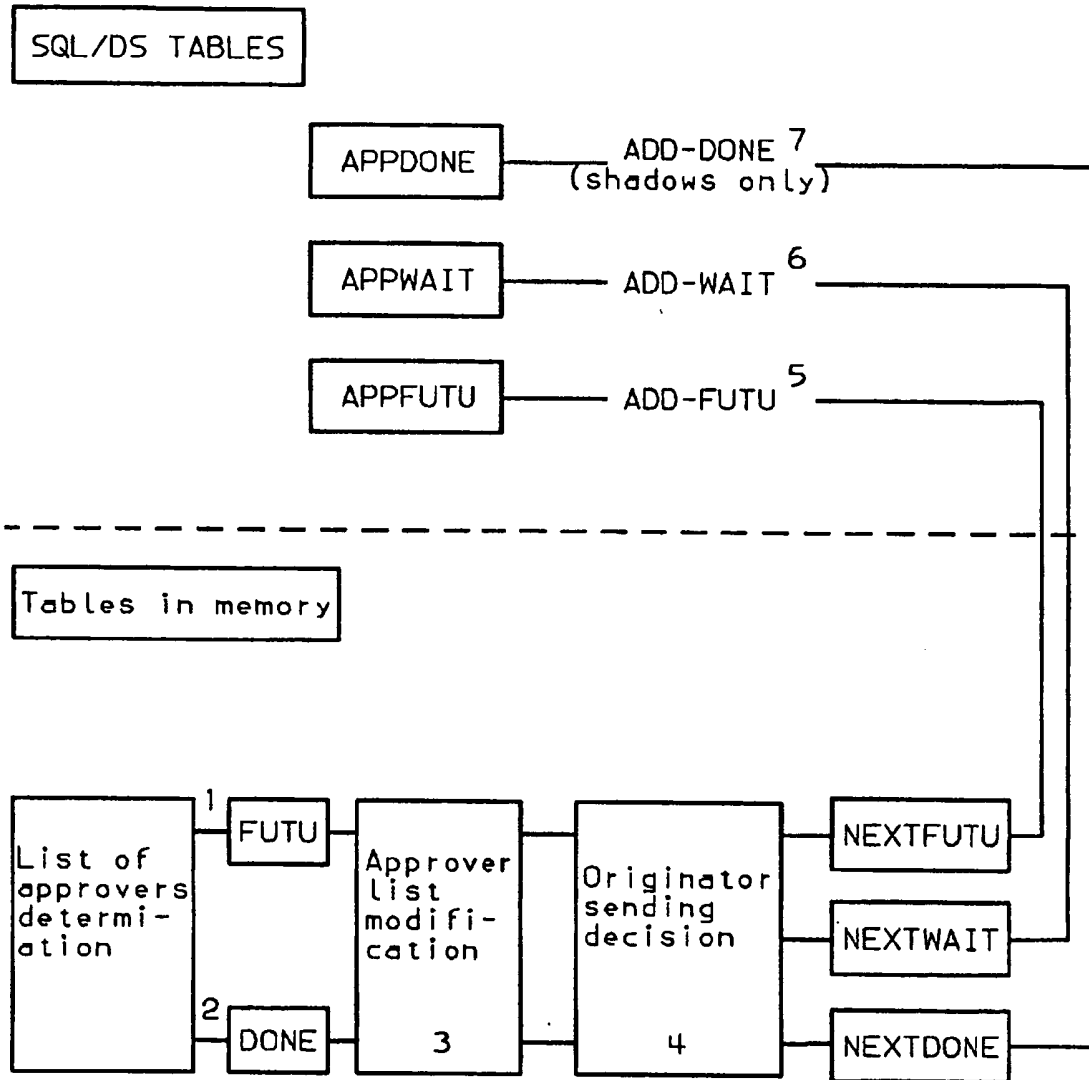 SQL/DS TABLES
APPDONE
ADD-DONE 7
(shadows only)
APPWAIT
ADD-WAIT 6
APPFUTU
ADD-FUTU 5
Tables in memory
List of
approvers
determi-
ation
1
FUTU
2
DONE
Approver
list
modifi-
cation
3
Originator
sending
decision
4
NEXTFUTU
NEXTWAIT
NEXTDONE